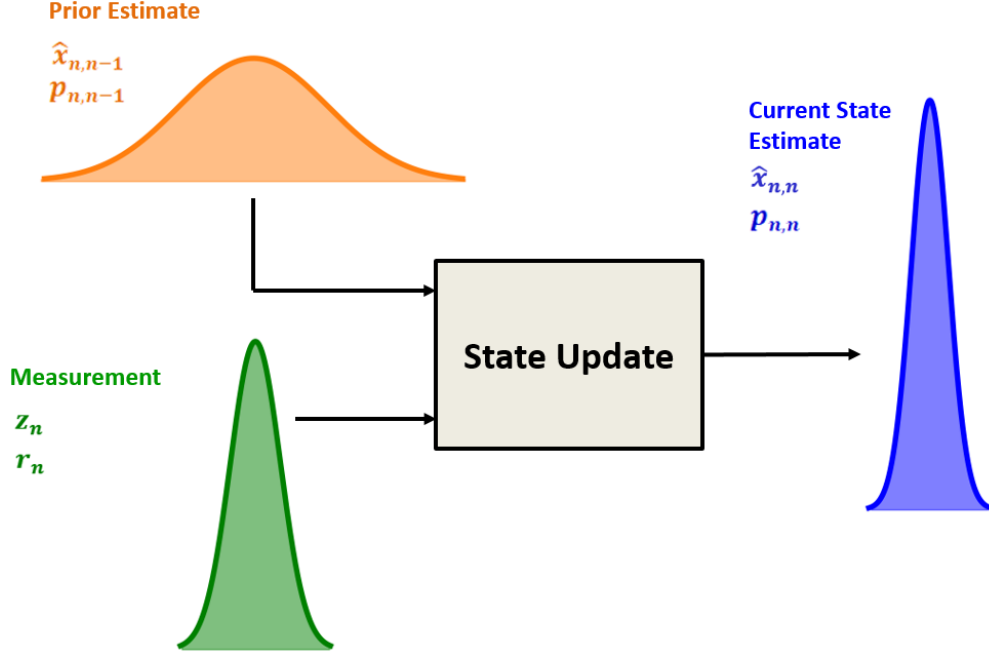 Prior Estimate
x̂ₙ,ₙ₋₁
pₙ,ₙ₋₁
Current State
Estimate
x̂ₙ,ₙ
pₙ,ₙ
State Update
Measurement
zₙ
rₙ